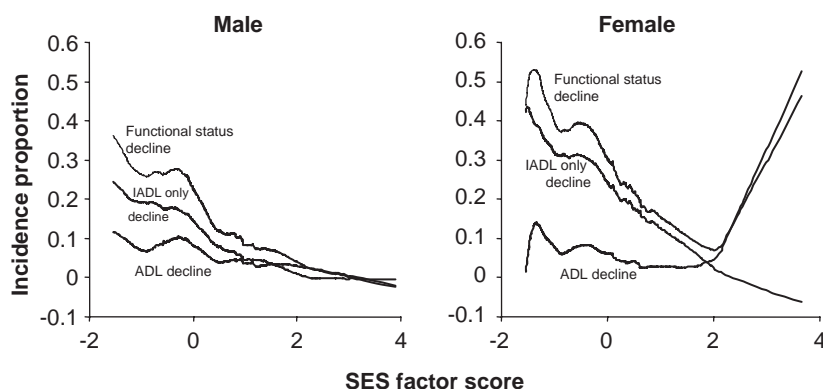 Male
Female
Incidence proportion
0.6
0.5
0.4
0.3
0.2
0.1
0
-0.1
Functional status
decline
IADL only
decline
ADL decline
-2
0
2
4
0.6
0.5
0.4
0.3
0.2
0.1
0
-0.1
Functional status
decline
IADL only
decline
ADL decline
-2
0
2
4
SES factor score